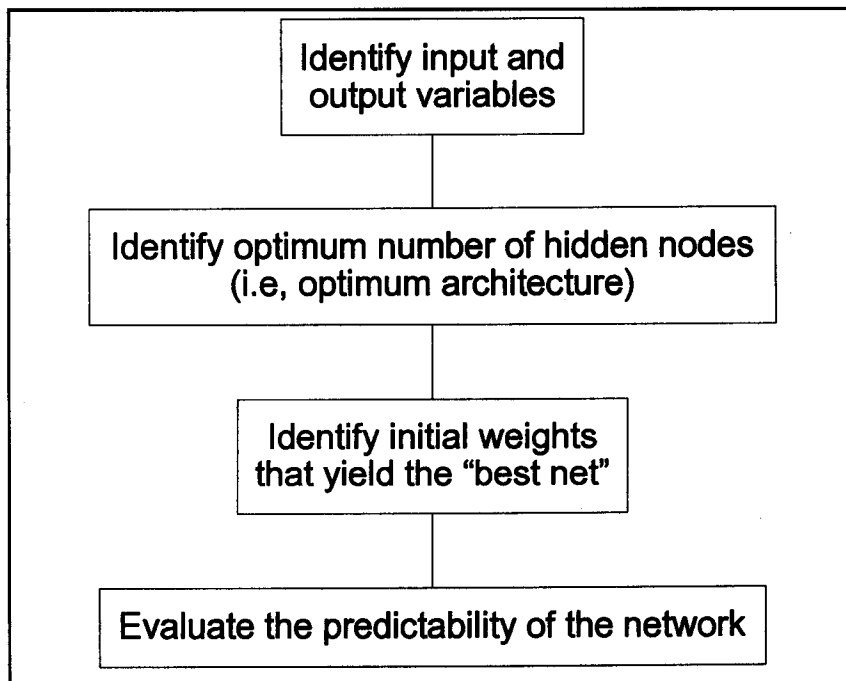 Identify input and
output variables
Identify optimum number of hidden nodes
(i.e, optimum architecture)
Identify initial weights
that yield the “best net”
Evaluate the predictability of the network